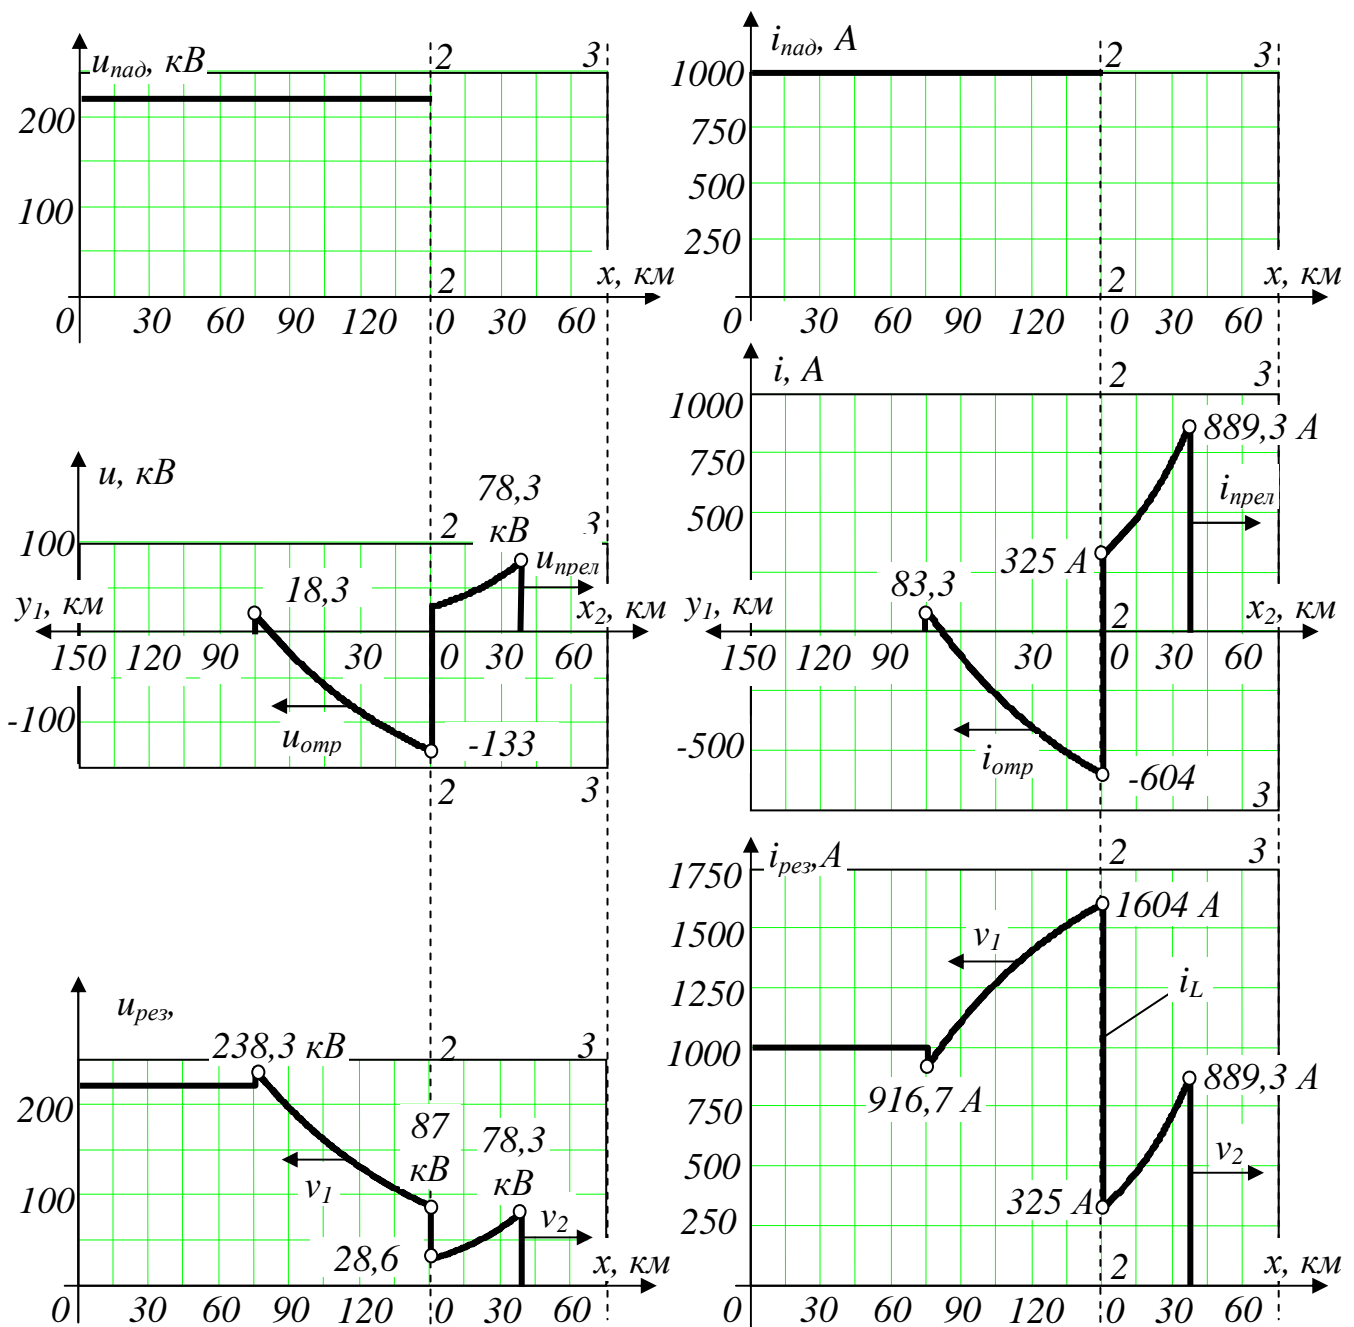 u_пад, кВ
2
3
200
100
2
x, км
0 30 60 90 120 0 30 60
i_пад, А
2
3
1000
750
500
250
2
x, км
0 30 60 90 120 0 30 60
u, кВ
78,3
кВ
2
3
100
u_прел
18,3
y₁, км
x₂, км
150 120 90 30 0 30 60
-100
u_отр
-133
2
3
i, А
2
3
1000
889,3 А
750
i_прел
500
325 А
83,3
y₁, км
2
x₂, км
150 120 90 30 0 30 60
-500
i_отр
-604
3
u_рез,
238,3 кВ
2
3
200
87
кВ
78,3
кВ
v₁
v₂
100
28,6
x, км
0 30 60 90 120 0 30 60
i_рез, А
2
3
1750
1604 А
v₁
1500
i_L
1250
1000
889,3 А
916,7 А
750
v₂
500
325 А
250
2
x, км
0 30 60 90 120 0 30 60